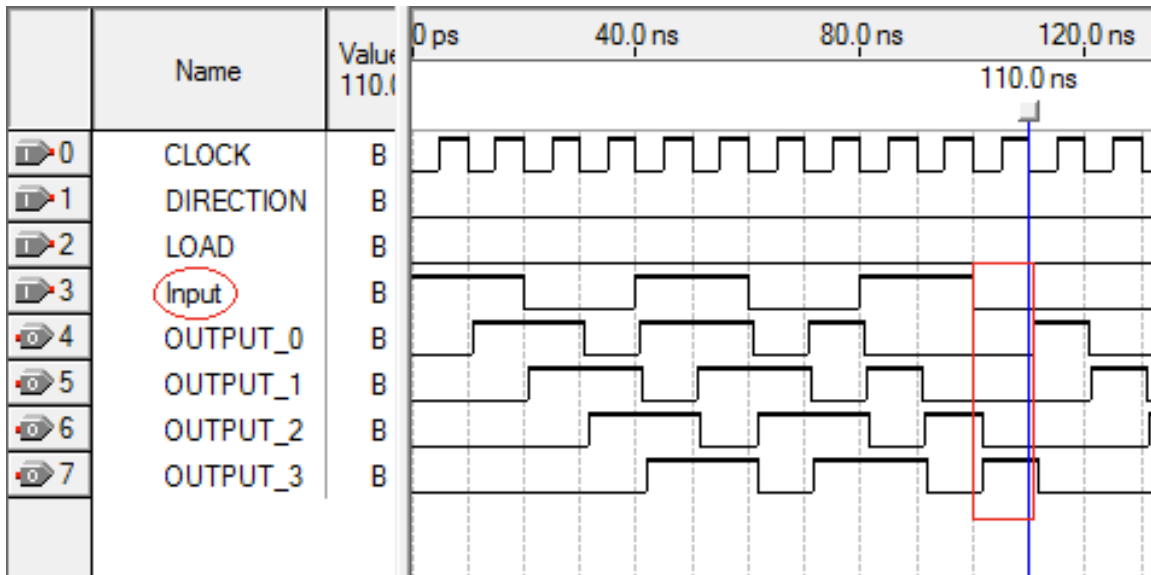 Name
Value
110.0
0 ps
40.0 ns
80.0 ns
120.0 ns
110.0 ns
0 CLOCK B
1 DIRECTION B
2 LOAD B
3 Input B
4 OUTPUT_0 B
5 OUTPUT_1 B
6 OUTPUT_2 B
7 OUTPUT_3 B